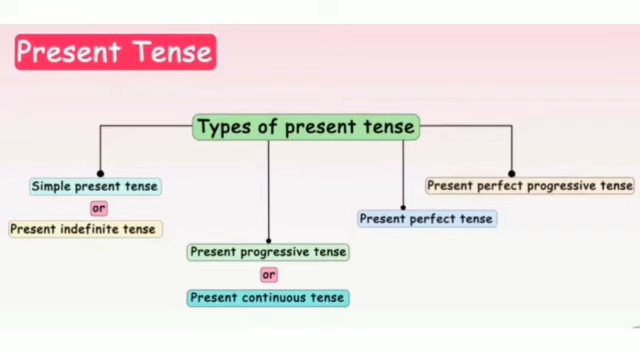 Present Tense
Types of present tense
Simple present tense
or
Present indefinite tense
Present progressive tense
or
Present continuous tense
Present perfect tense
Present perfect progressive tense